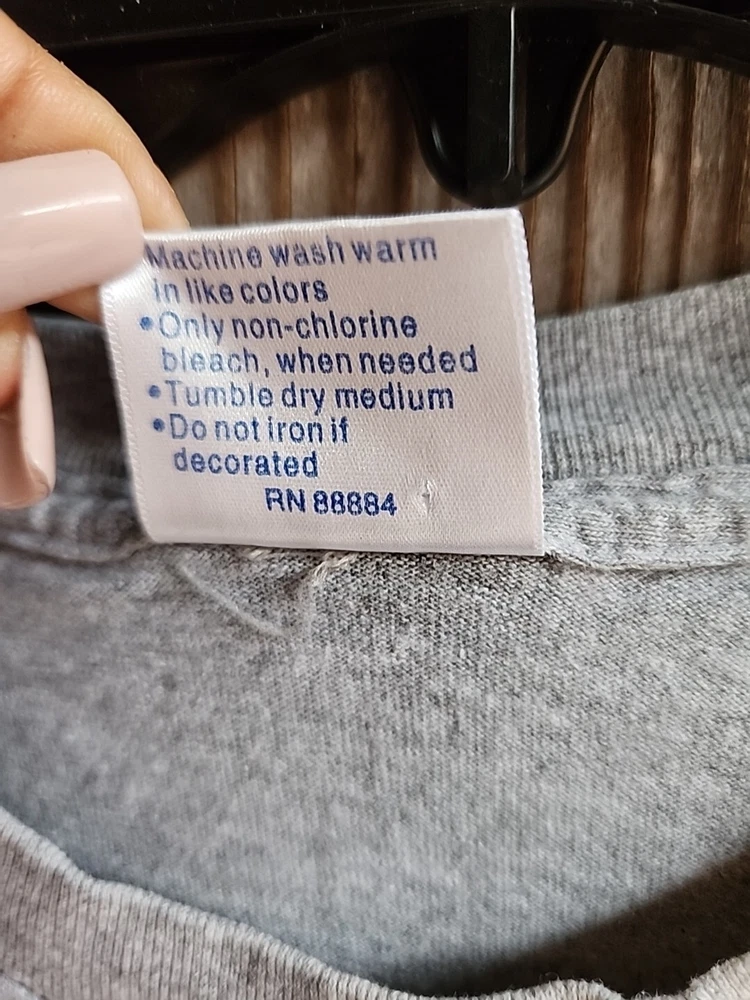 Machine wash warm
in like colors
•Only non-chlorine
bleach, when needed
•Tumble dry medium
•Do not iron if
decorated
RN 88884